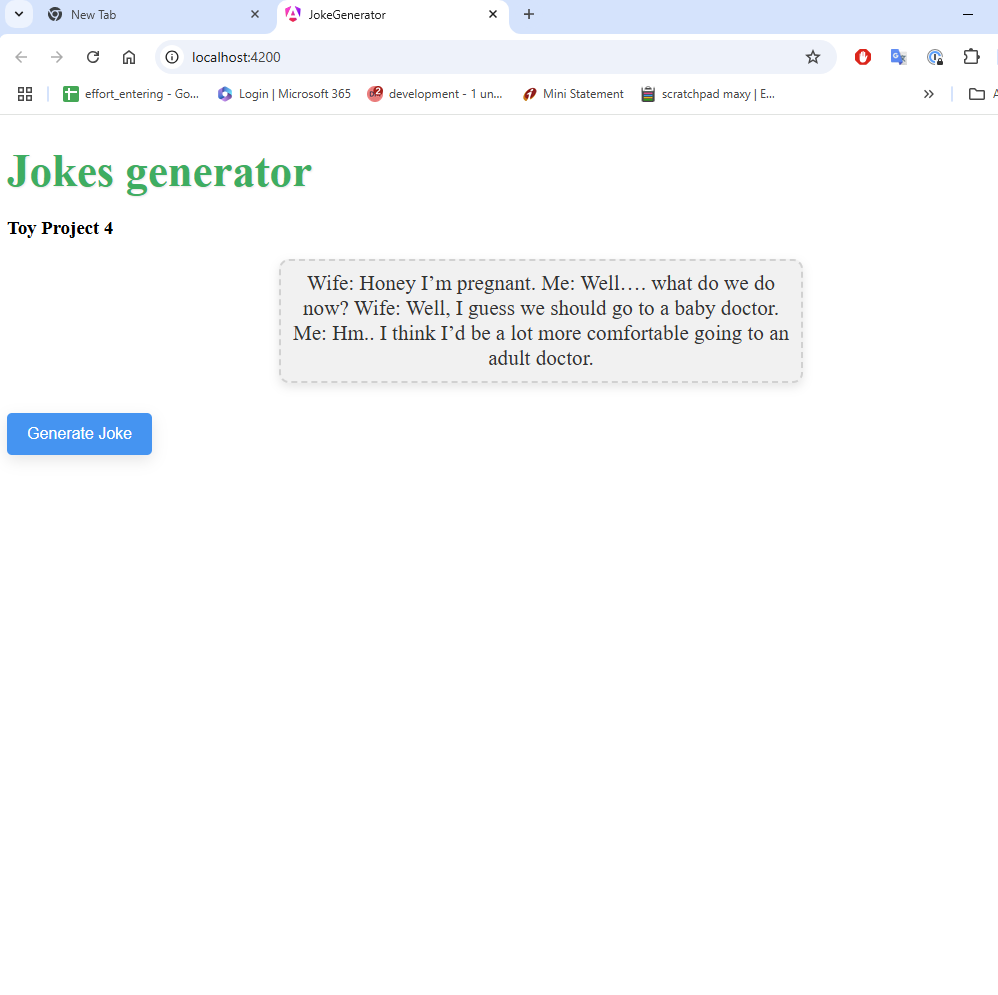 New Tab
JokeGenerator
localhost:4200
effort_entering - Go...
Login | Microsoft 365
development - 1 un...
Mini Statement
scratchpad maxy | E...
Jokes generator
Toy Project 4
Wife: Honey I’m pregnant. Me: Well…. what do we do
now? Wife: Well, I guess we should go to a baby doctor.
Me: Hm.. I think I’d be a lot more comfortable going to an
adult doctor.
Generate Joke